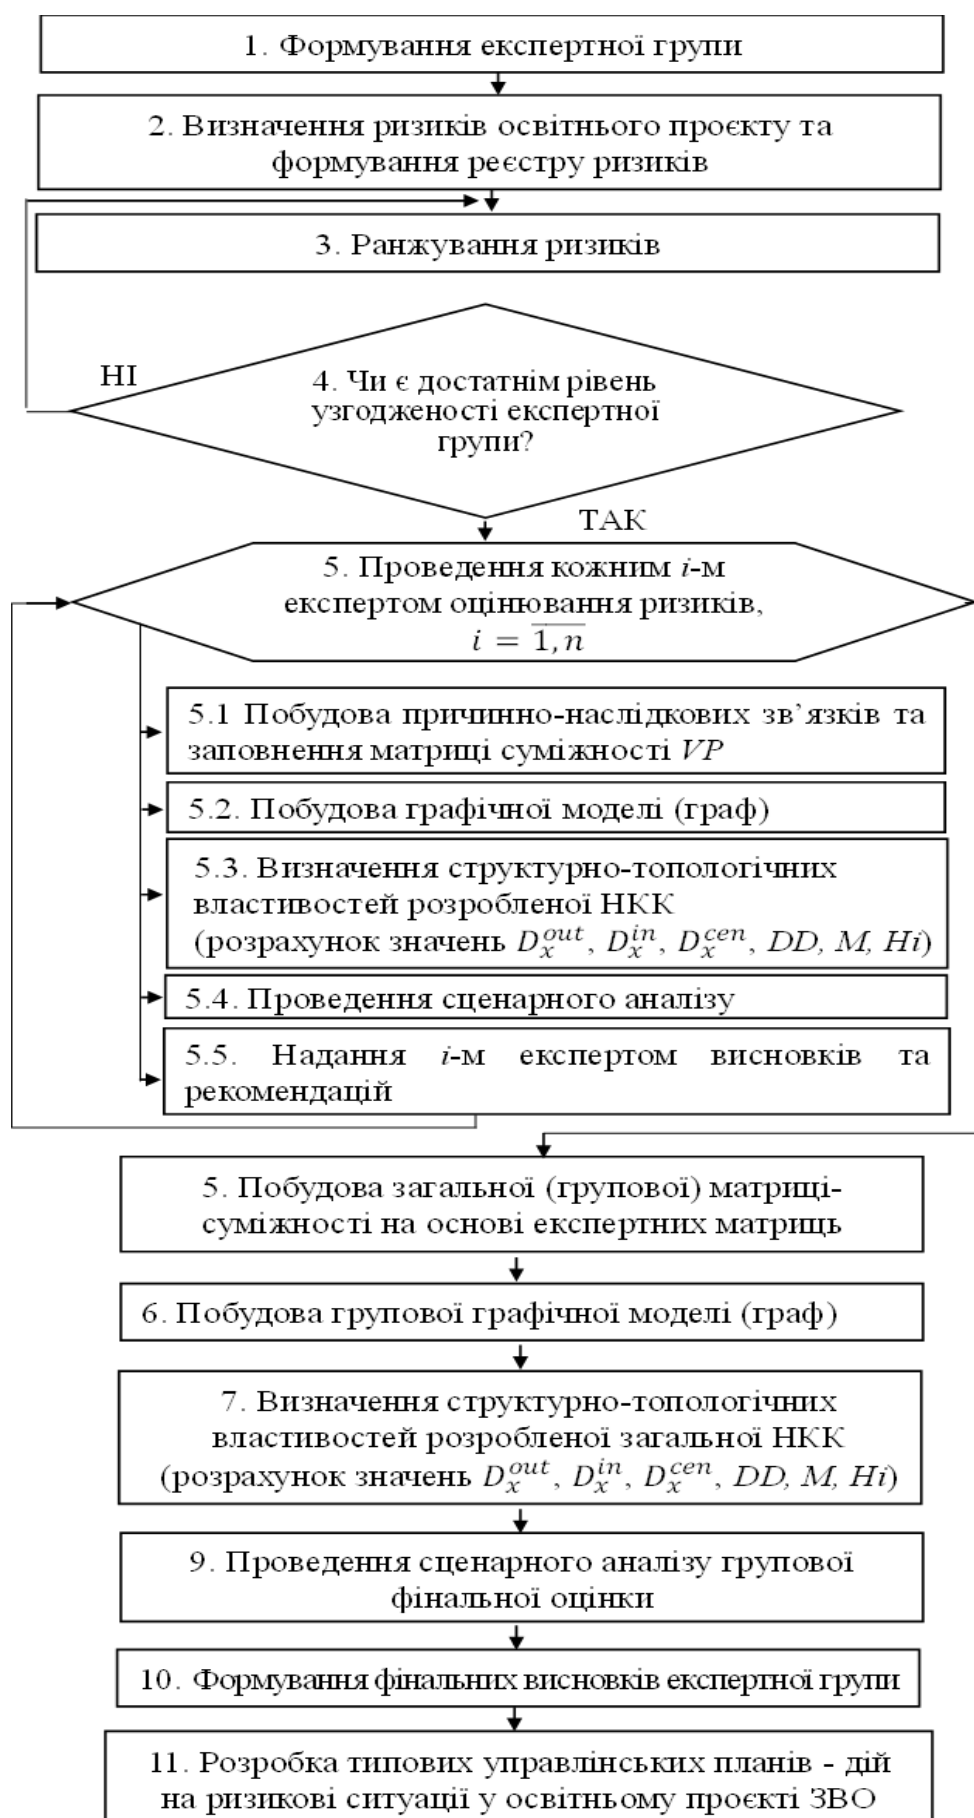 1. Формування експертної групи
2. Визначення ризиків освітнього проєкту та
формування реєстру ризиків
3. Ранжування ризиків
НІ
4. Чи є достатнім рівень
узгодженості експертної
групи?
ТАК
5. Проведення кожним i-м
експертом оцінювання ризиків,
i = \overline{1, n}
5.1 Побудова причинно-наслідкових зв’язків та
заповнення матриці суміжності VP
5.2. Побудова графічної моделі (граф)
5.3. Визначення структурно-топологічних
властивостей розробленої НКК
(розрахунок значень D_x^{out}, D_x^{in}, D_x^{cen}, DD, M, Hi)
5.4. Проведення сценарного аналізу
5.5. Надання i-м експертом висновків та
рекомендацій
5. Побудова загальної (групової) матриці-
суміжності на основі експертних матриць
6. Побудова групової графічної моделі (граф)
7. Визначення структурно-топологічних
властивостей розробленої загальної НКК
(розрахунок значень D_x^{out}, D_x^{in}, D_x^{cen}, DD, M, Hi)
9. Проведення сценарного аналізу групової
фінальної оцінки
10. Формування фінальних висновків експертної групи
11. Розробка типових управлінських планів - дій
на ризикові ситуації у освітньому проєкті ЗВО